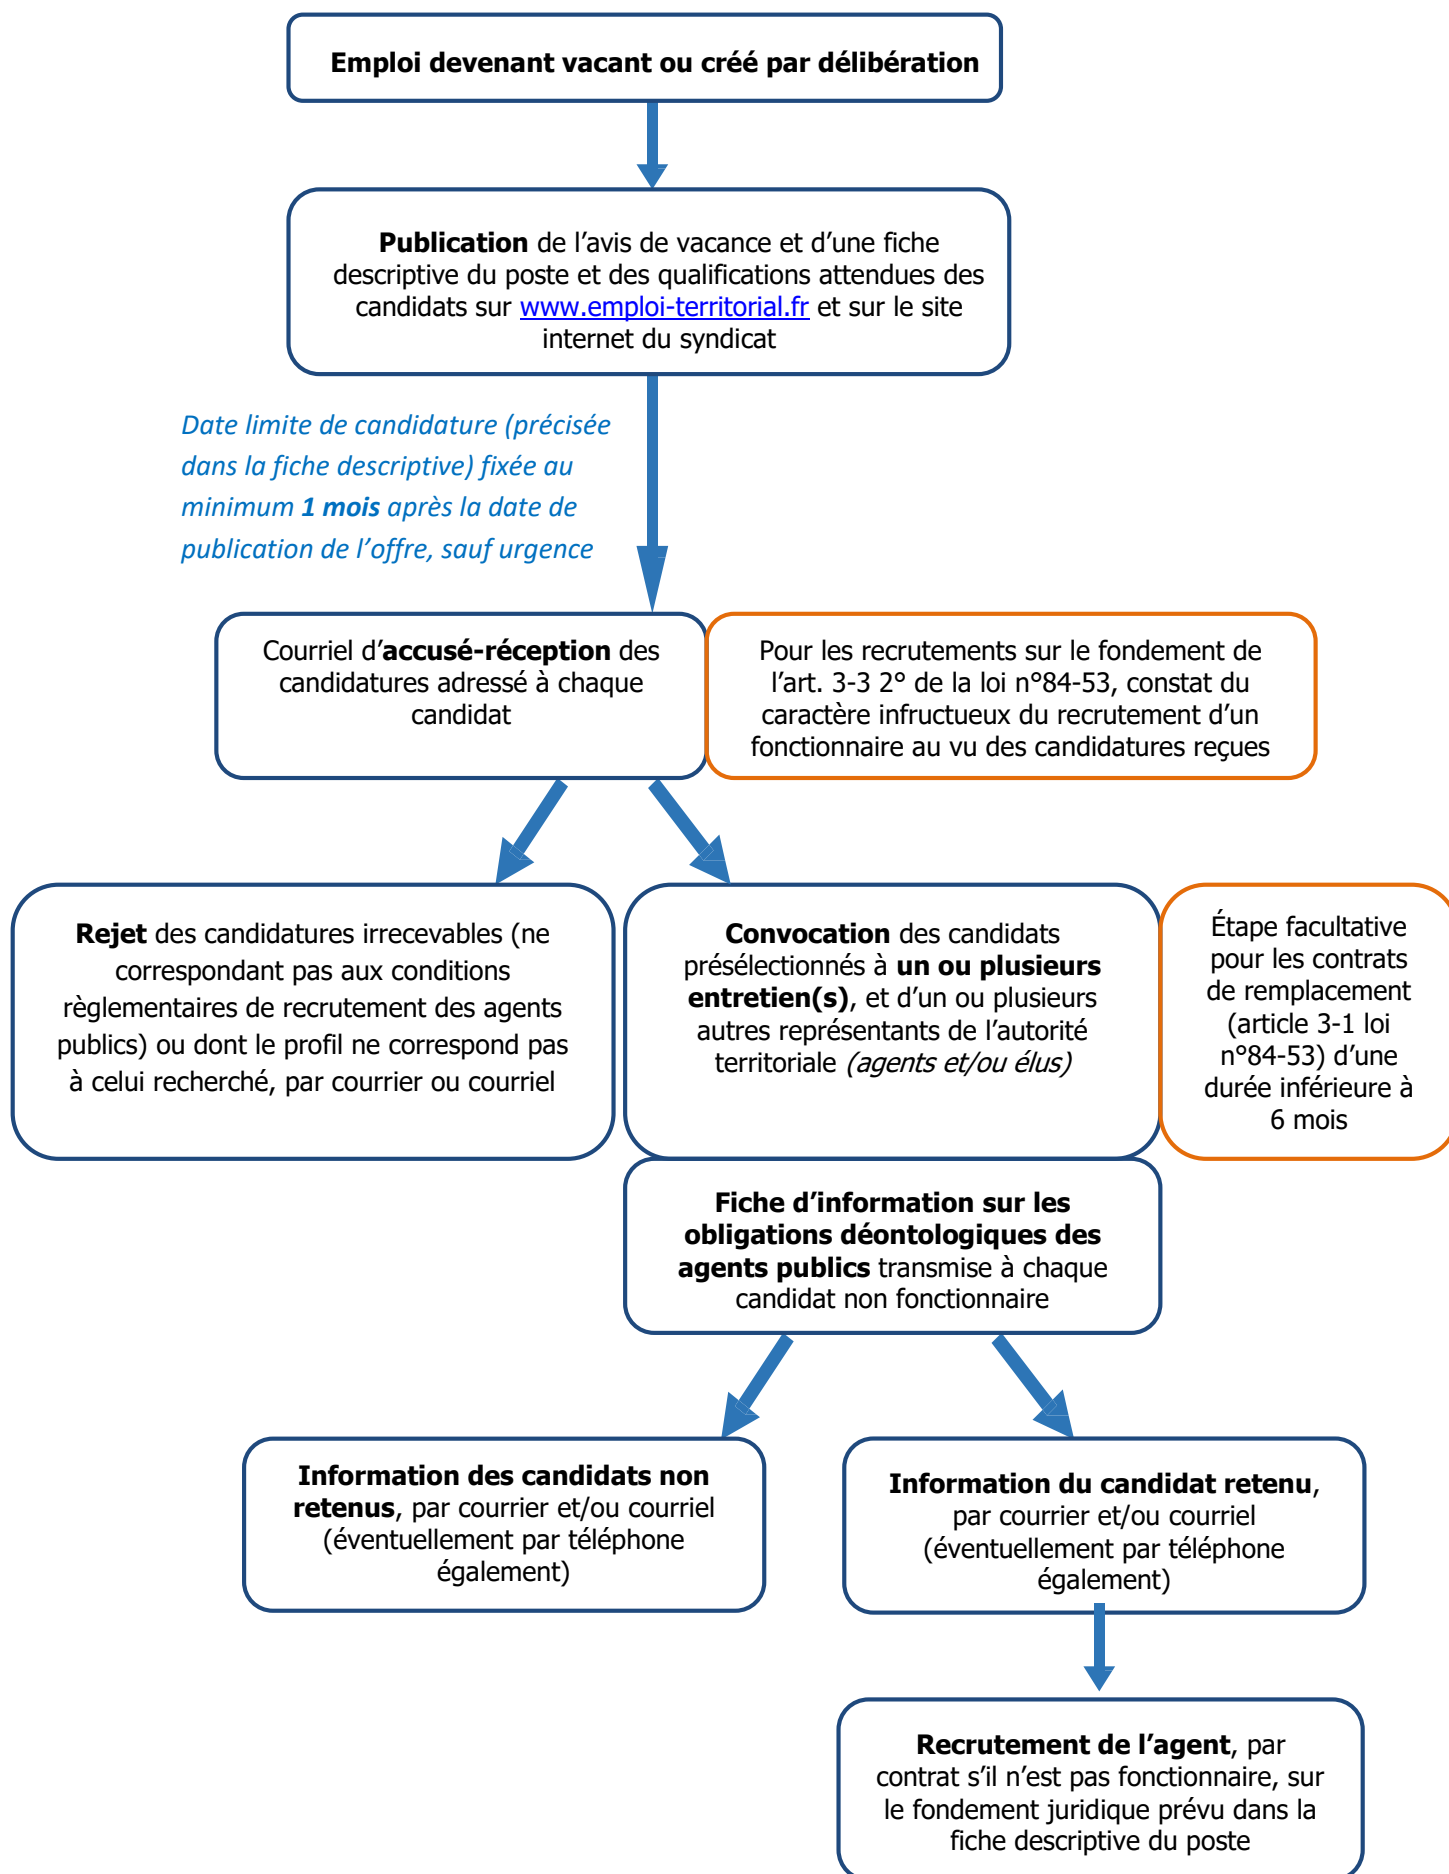 Emploi devenant vacant ou créé par délibération
Publication de l’avis de vacance et d’une fiche
descriptive du poste et des qualifications attendues des
candidats sur www.emploi-territorial.fr et sur le site
internet du syndicat
Date limite de candidature (précisée
dans la fiche descriptive) fixée au
minimum 1 mois après la date de
publication de l’offre, sauf urgence
Courriel d’accusé-réception des
candidatures adressé à chaque
candidat
Pour les recrutements sur le fondement de
l’art. 3-3 2° de la loi n°84-53, constat du
caractère infructueux du recrutement d’un
fonctionnaire au vu des candidatures reçues
Rejet des candidatures irrecevables (ne
correspondant pas aux conditions
règlementaires de recrutement des agents
publics) ou dont le profil ne correspond pas
à celui recherché, par courrier ou courriel
Convocation des candidats
présélectionnés à un ou plusieurs
entretien(s), et d’un ou plusieurs
autres représentants de l’autorité
territoriale (agents et/ou élus)
Étape facultative
pour les contrats
de remplacement
(article 3-1 loi
n°84-53) d’une
durée inférieure à
6 mois
Fiche d’information sur les
obligations déontologiques des
agents publics transmise à chaque
candidat non fonctionnaire
Information des candidats non
retenus, par courrier et/ou courriel
(éventuellement par téléphone
également)
Information du candidat retenu,
par courrier et/ou courriel
(éventuellement par téléphone
également)
Recrutement de l’agent, par
contrat s’il n’est pas fonctionnaire, sur
le fondement juridique prévu dans la
fiche descriptive du poste